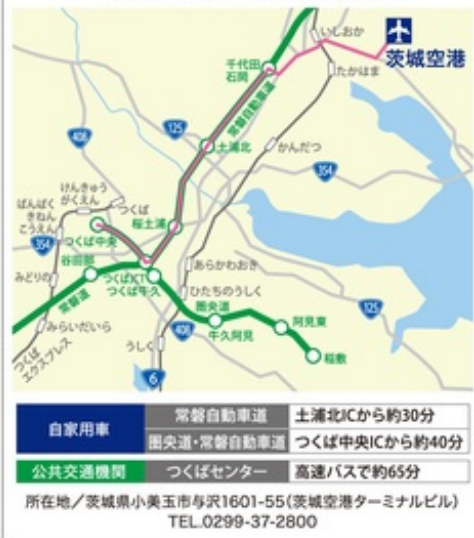 いしおか
茨城空港
千代田
石岡
たかはま
常磐自動車道
125
408
土浦北
かんだつ
354
けんきゅう
がくえん
ばんぱく
きねん
こうえん
つくば
桜土浦
354
つくば中央
谷田部
あらかわおき
みどりの
つくばJCT
つくば牛久
ひたちのうしく
常磐道
圏央道
125
みらいだいら
408
牛久阿見
阿見東
うしく
つくば
エクスプレス
稲敷
6
自家用車 常磐自動車道 土浦北ICから約30分
圏央道・常磐自動車道 つくば中央ICから約40分
公共交通機関 つくばセンター 高速バスで約65分
所在地／茨城県小美玉市与沢1601-55(茨城空港ターミナルビル)
TEL.0299-37-2800